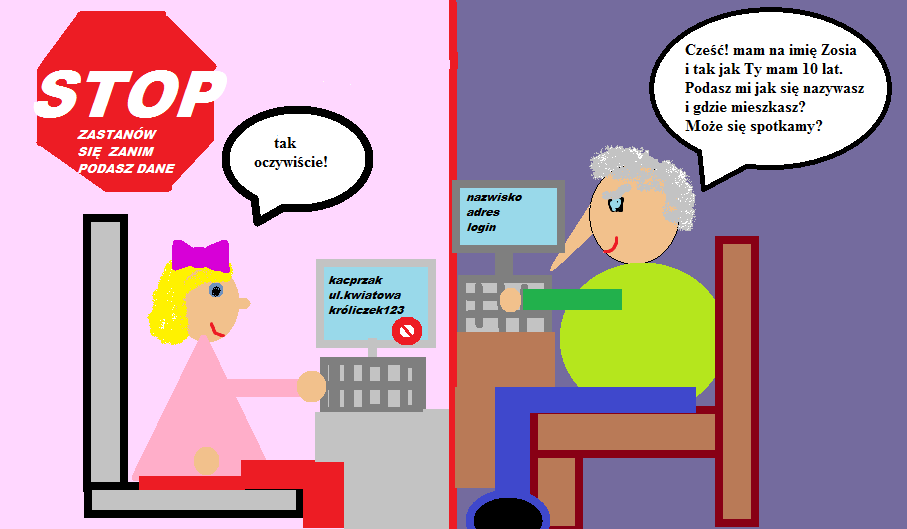 STOP
ZASTANÓW
SIĘ ZANIM
PODASZ DANE
tak
oczywiście!
kacprzak
ul.kwiatowa
króliczek123
Cześć! mam na imię Zosia
i tak jak Ty mam 10 lat.
Podasz mi jak się nazywasz
i gdzie mieszkasz?
Może się spotkamy?
nazwisko
adres
login